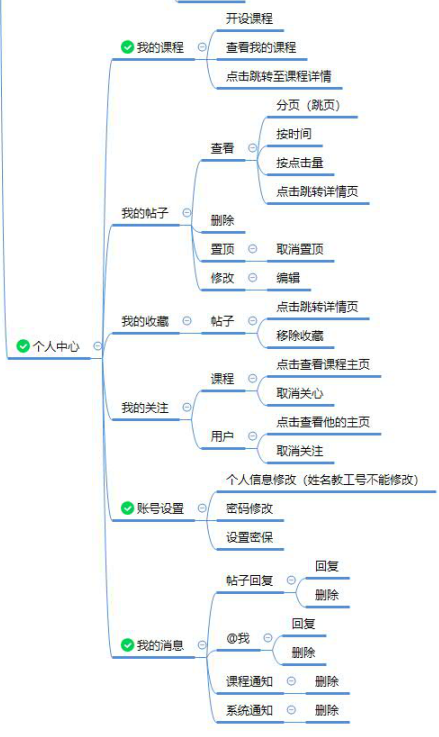 个人中心
我的课程
开设课程
查看我的课程
点击跳转至课程详情
我的帖子
查看
分页（跳页）
按时间
按点击量
点击跳转详情页
删除
置顶
取消置顶
修改
编辑
我的收藏
帖子
点击跳转详情页
移除收藏
我的关注
课程
点击查看课程主页
取消关心
用户
点击查看他的主页
取消关注
账号设置
个人信息修改（姓名教工号不能修改）
密码修改
设置密保
我的消息
帖子回复
回复
删除
@我
回复
删除
课程通知
删除
系统通知
删除